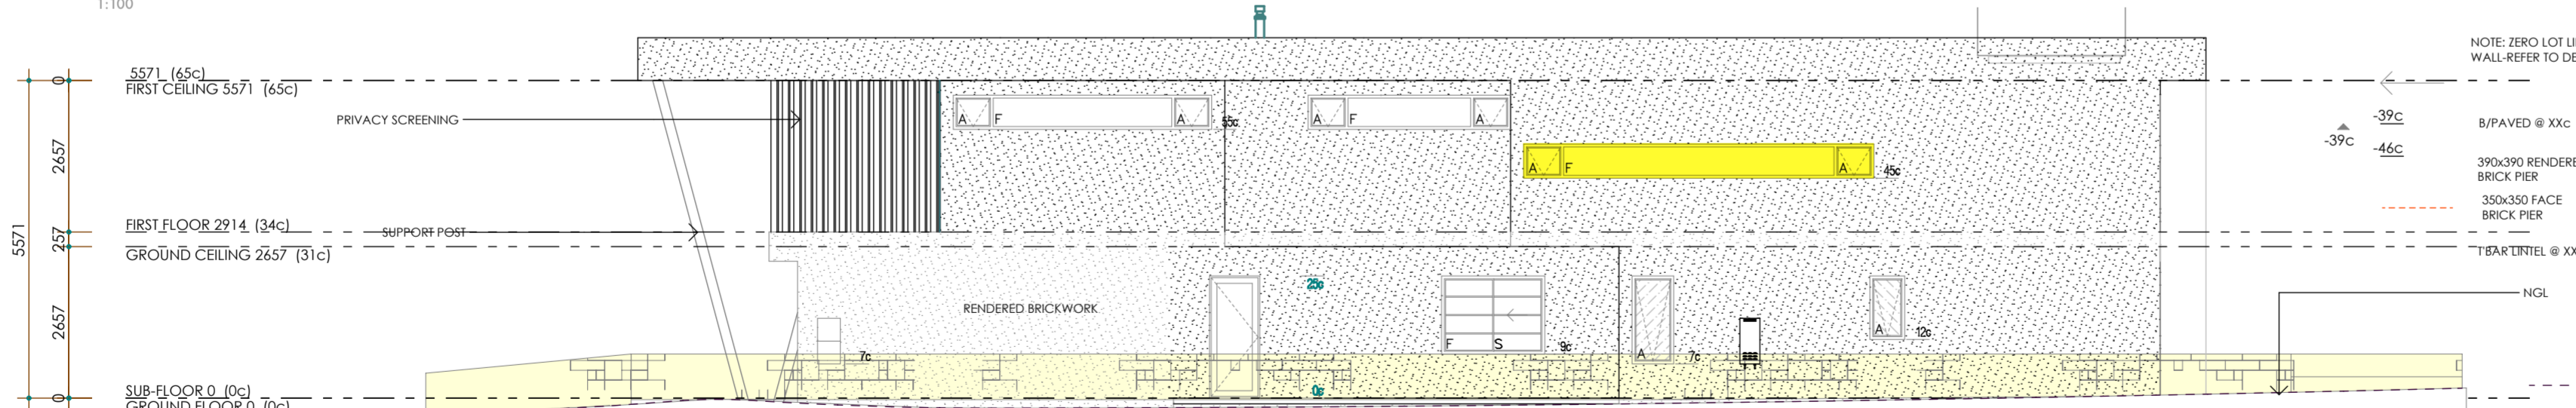 1:100
5571 (65c)
FIRST CEILING 5571 (65c)
PRIVACY SCREENING
FIRST FLOOR 2914 (34c)
SUPPORT POST
GROUND CEILING 2657 (31c)
SUB-FLOOR 0 (0c)
GROUND FLOOR 0 (0c)
5571
0
2657
257
2657
0
A F A
55c
A F A
A F A
45c
RENDERED BRICKWORK
25c
F S
9c
A
7c
A
12c
7c
0c
NOTE: ZERO LOT LI
WALL-REFER TO DE
-39c
-39c
-46c
B/PAVED @ XXc
390x390 RENDERE
BRICK PIER
350x350 FACE
BRICK PIER
T'BAR LINTEL @ XX
NGL